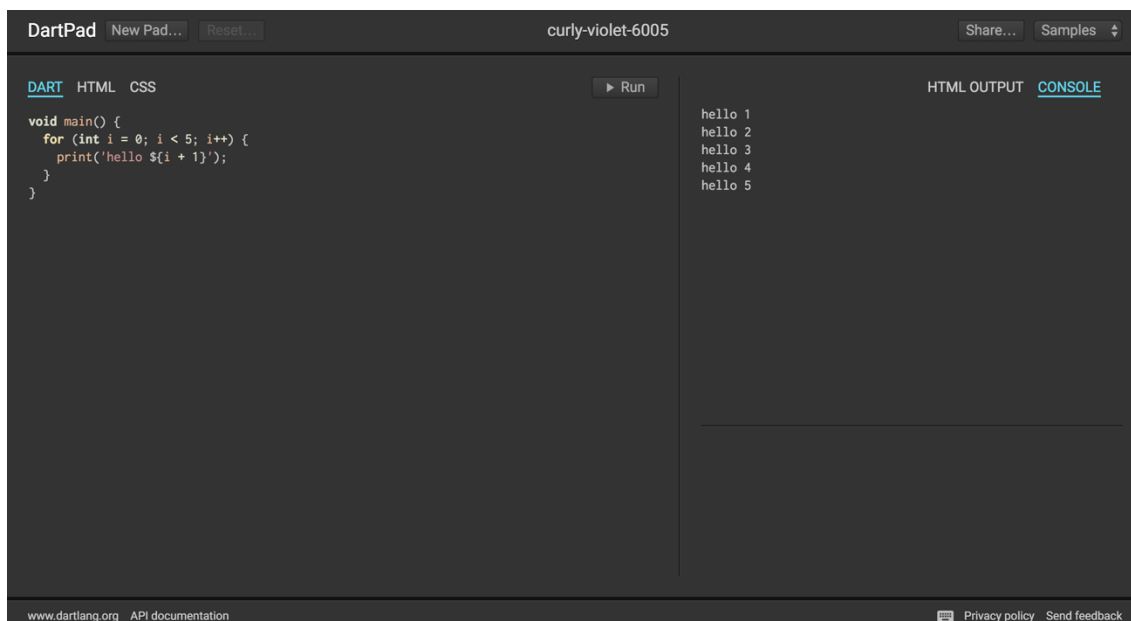 DartPad New Pad... Reset... curly-violet-6005 Share... Samples
DART HTML CSS Run HTML OUTPUT CONSOLE
void main() {
  for (int i = 0; i < 5; i++) {
    print('hello ${i + 1}');
  }
}
hello 1
hello 2
hello 3
hello 4
hello 5
www.dartlang.org API documentation Privacy policy Send feedback